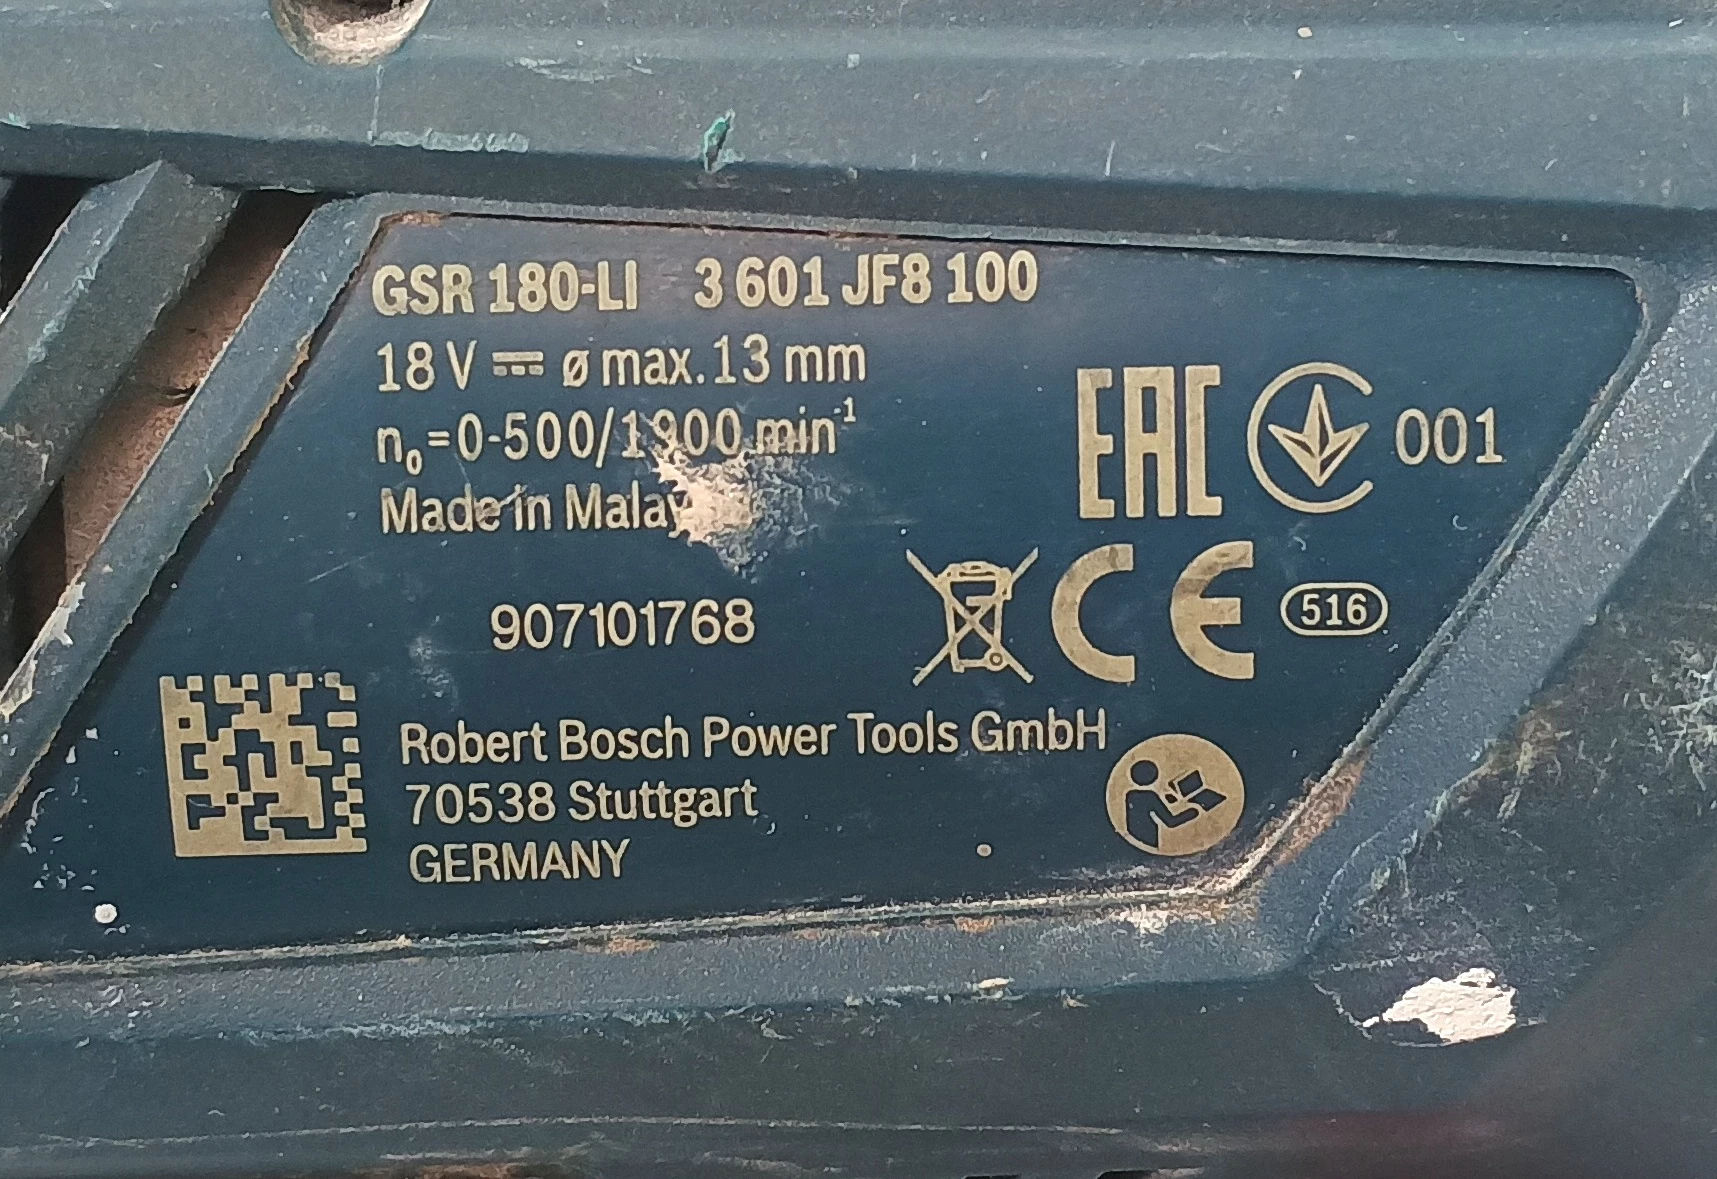 GSR 180-LI 3 601 JF8 100
18 V ⎓ ø max. 13 mm
n₀=0-500/1900 min⁻¹
Made in
EAC 001
907101768
CE 516
Robert Bosch Power Tools GmbH
70538 Stuttgart
GERMANY